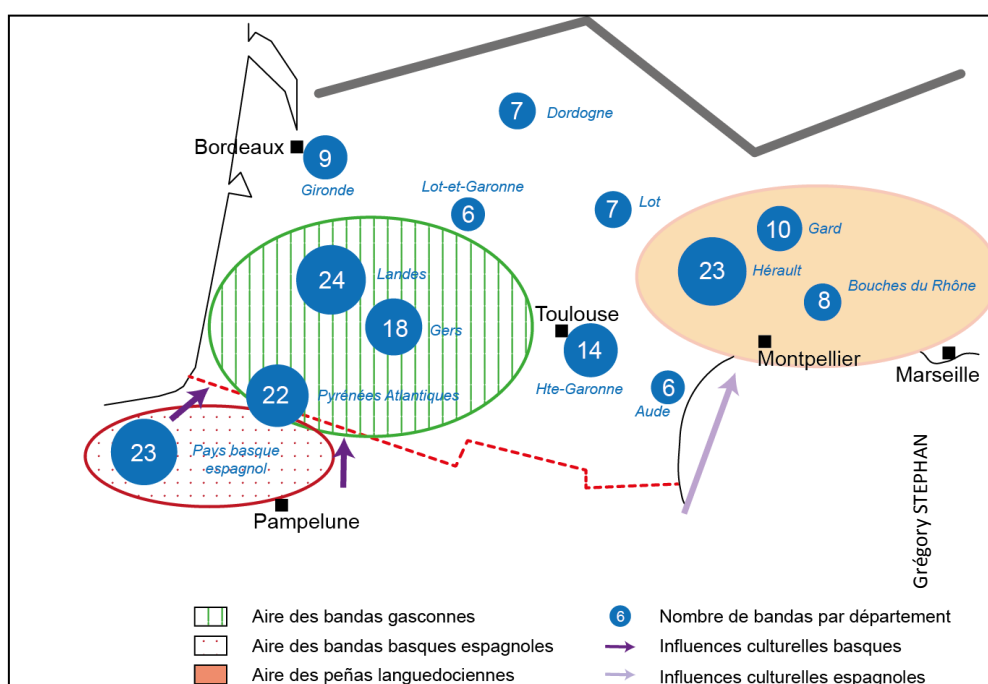 7
Dordogne
Bordeaux
9
Gironde
Lot-et-Garonne
6
7
Lot
10
Gard
24
Landes
23
Hérault
Bouches du Rhône
8
18
Gers
Toulouse
14
Hte-Garonne
Montpellier
Marseille
22
Pyrénées Atlantiques
6
Aude
23
Pays basque
espagnol
Pampelune
Grégory STEPHAN
Aire des bandas gasconnes
Aire des bandas basques espagnoles
Aire des peñas languedociennes
6
Nombre de bandas par département
Influences culturelles basques
Influences culturelles espagnoles